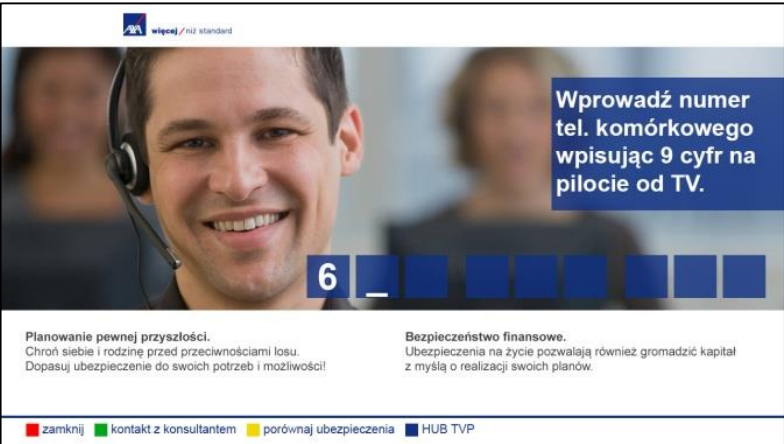 AXA
więcej/niż standard
Wprowadź numer
tel. komórkowego
wpisując 9 cyfr na
pilocie od TV.
6 _
Planowanie pewnej przyszłości.
Chroń siebie i rodzinę przed przeciwnościami losu.
Dopasuj ubezpieczenie do swoich potrzeb i możliwości!
Bezpieczeństwo finansowe.
Ubezpieczenia na życie pozwalają również gromadzić kapitał
z myślą o realizacji swoich planów.
zamknij kontakt z konsultantem porównaj ubezpieczenia HUB TVP